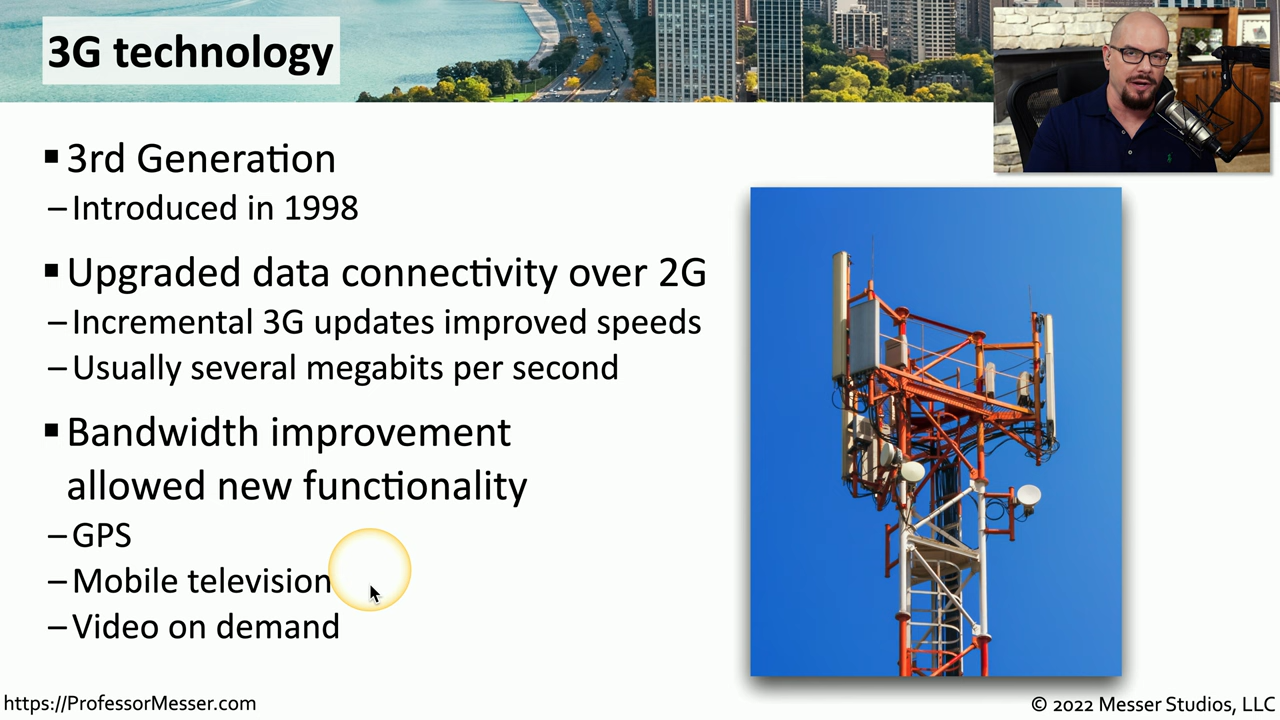 3G technology
▪ 3rd Generation
– Introduced in 1998
▪ Upgraded data connectivity over 2G
– Incremental 3G updates improved speeds
– Usually several megabits per second
▪ Bandwidth improvement
allowed new functionality
– GPS
– Mobile television
– Video on demand
https://ProfessorMesser.com
© 2022 Messer Studios, LLC